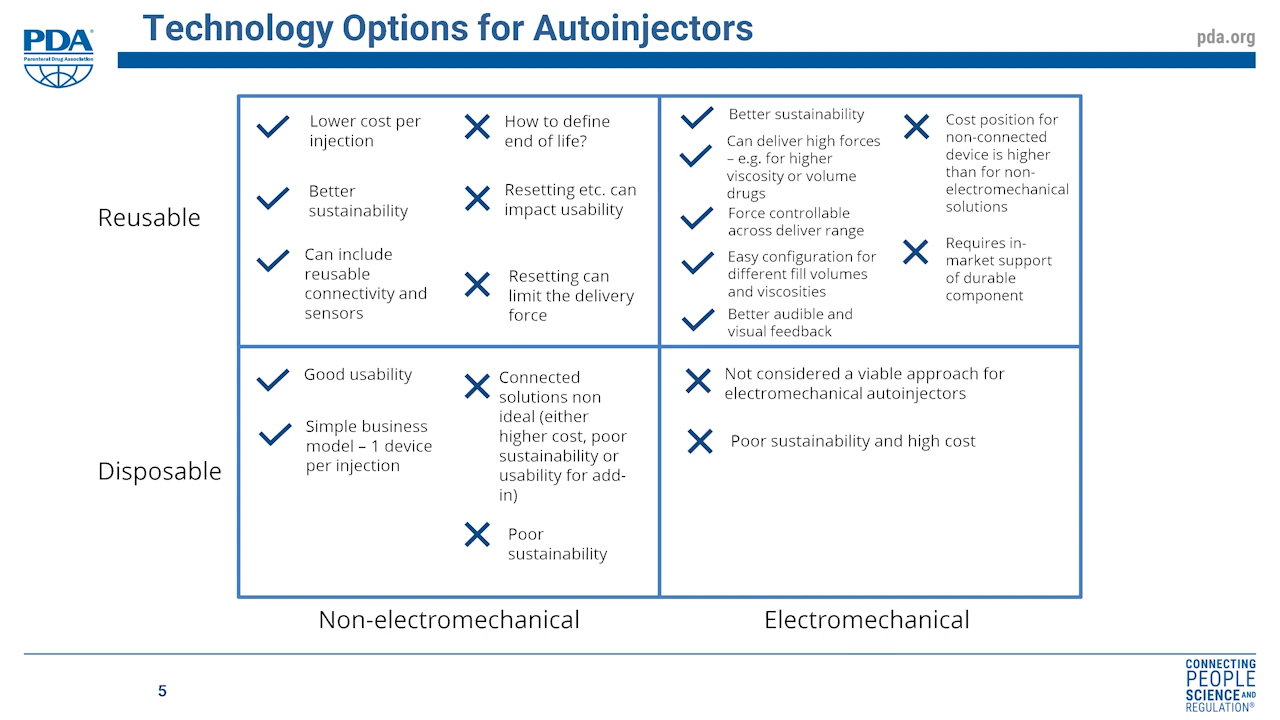 Technology Options for Autoinjectors
PDA®
Parenteral Drug Association
pda.org
Reusable
Lower cost per
injection
Better
sustainability
Can include
reusable
connectivity and
sensors
How to define
end of life?
Resetting etc. can
impact usability
Resetting can
limit the delivery
force
Better sustainability
Can deliver high forces
– e.g. for higher
viscosity or volume
drugs
Force controllable
across deliver range
Easy configuration for
different fill volumes
and viscosities
Better audible and
visual feedback
Cost position for
non-connected
device is higher
than for non-
electromechanical
solutions
Requires in-
market support
of durable
component
Disposable
Good usability
Simple business
model – 1 device
per injection
Connected
solutions non
ideal (either
higher cost, poor
sustainability or
usability for add-
in)
Poor
sustainability
Not considered a viable approach for
electromechanical autoinjectors
Poor sustainability and high cost
Non-electromechanical
Electromechanical
5
CONNECTING
PEOPLE
SCIENCE AND
REGULATION®